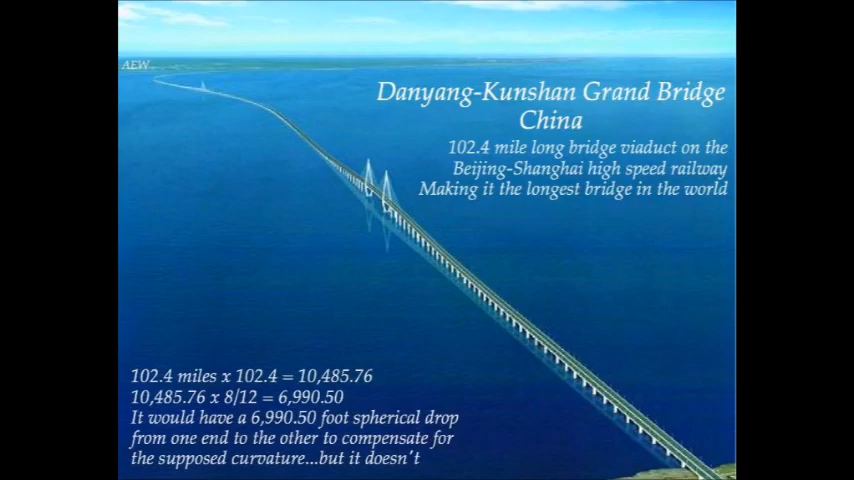 AEW
Danyang-Kunshan Grand Bridge
China
102.4 mile long bridge viaduct on the
Beijing-Shanghai high speed railway
Making it the longest bridge in the world
102.4 miles x 102.4 = 10,485.76
10,485.76 x 8/12 = 6,990.50
It would have a 6,990.50 foot spherical drop
from one end to the other to compensate for
the supposed curvature...but it doesn't